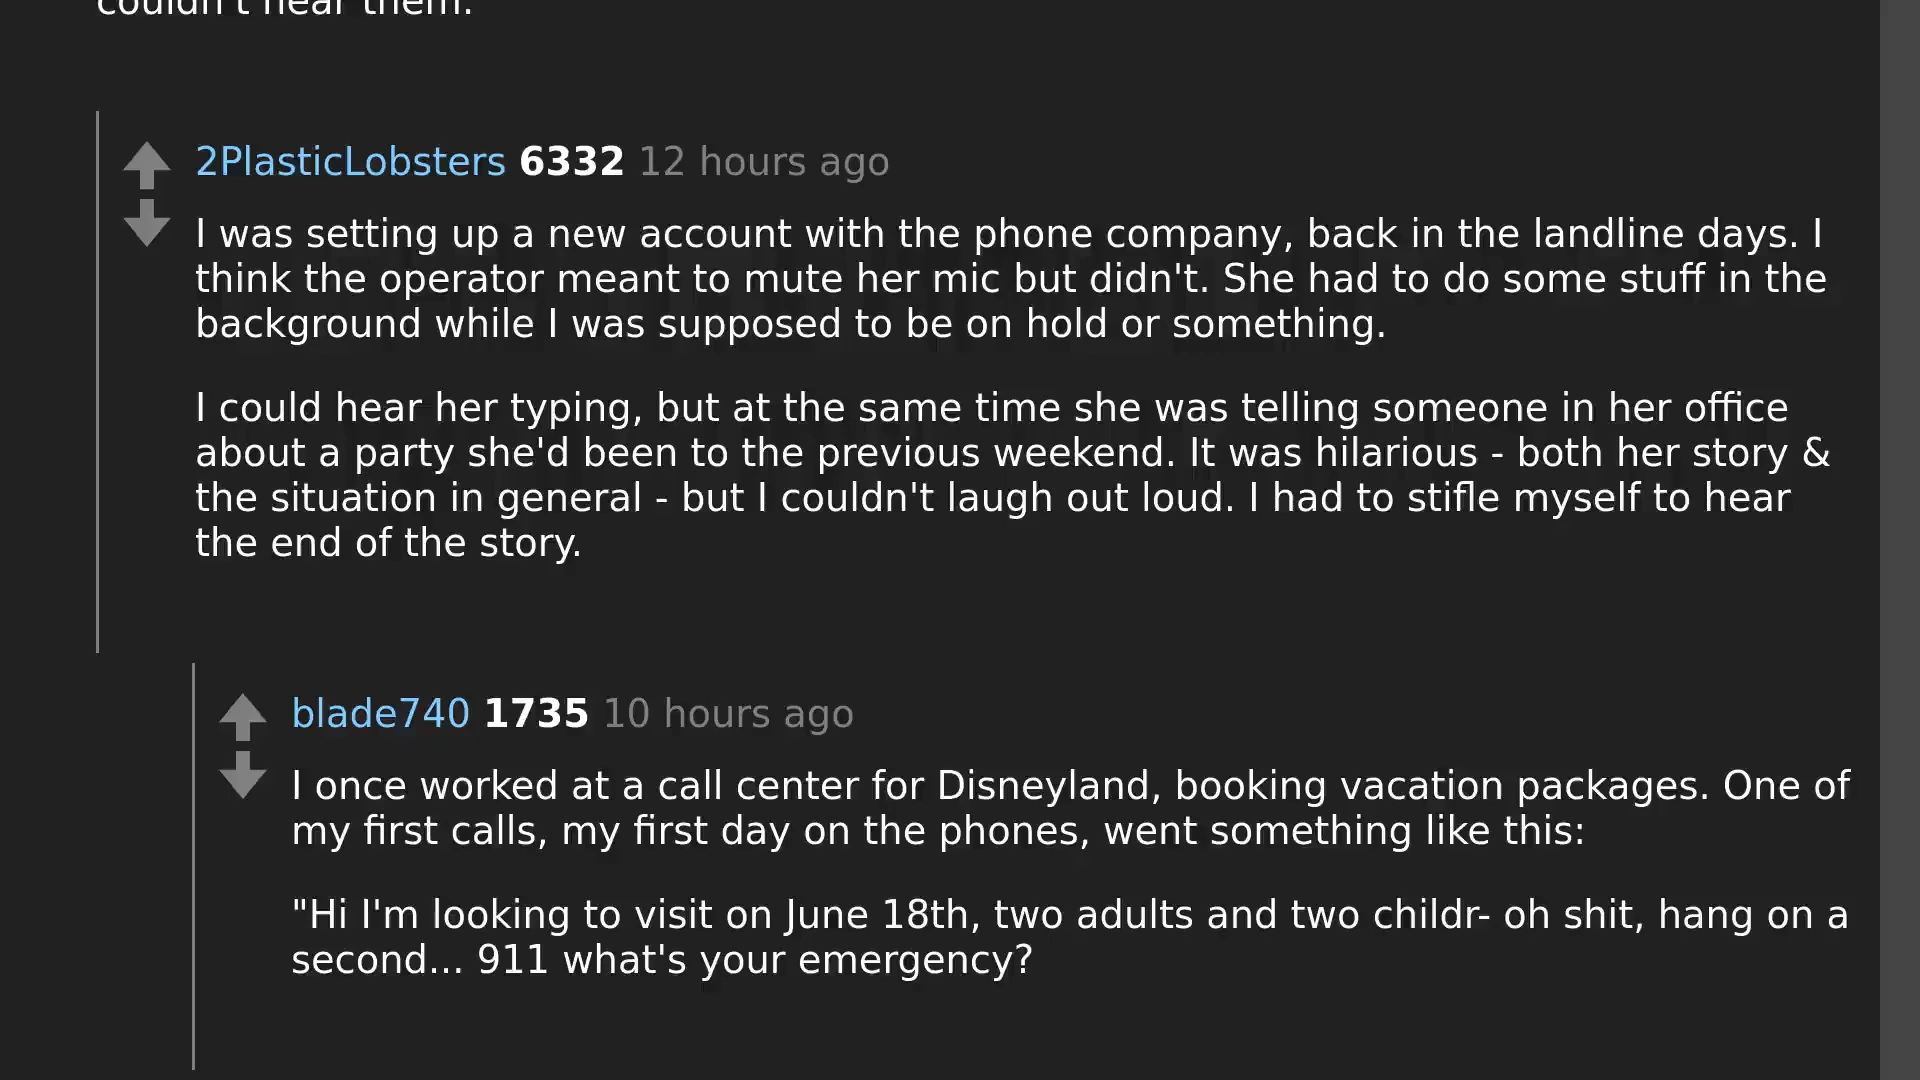 couldn't hear them.
2PlasticLobsters 6332 12 hours ago
I was setting up a new account with the phone company, back in the landline days. I
think the operator meant to mute her mic but didn't. She had to do some stuff in the
background while I was supposed to be on hold or something.
I could hear her typing, but at the same time she was telling someone in her office
about a party she'd been to the previous weekend. It was hilarious - both her story &
the situation in general - but I couldn't laugh out loud. I had to stifle myself to hear
the end of the story.
blade740 1735 10 hours ago
I once worked at a call center for Disneyland, booking vacation packages. One of
my first calls, my first day on the phones, went something like this:
"Hi I'm looking to visit on June 18th, two adults and two childr- oh shit, hang on a
second... 911 what's your emergency?